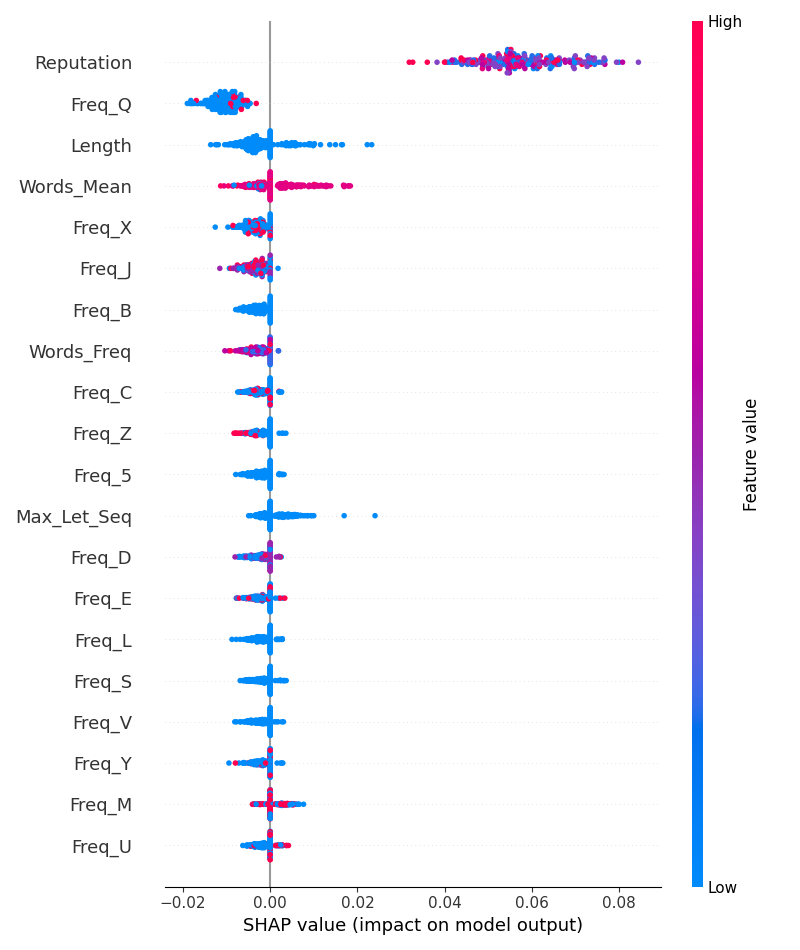 High
Reputation
Freq_Q
Length
Words_Mean
Freq_X
Freq_J
Freq_B
Words_Freq
Freq_C
Freq_Z
Freq_5
Max_Let_Seq
Freq_D
Freq_E
Freq_L
Freq_S
Freq_V
Freq_Y
Freq_M
Freq_U
Feature value
Low
−0.02 0.00 0.02 0.04 0.06 0.08
SHAP value (impact on model output)